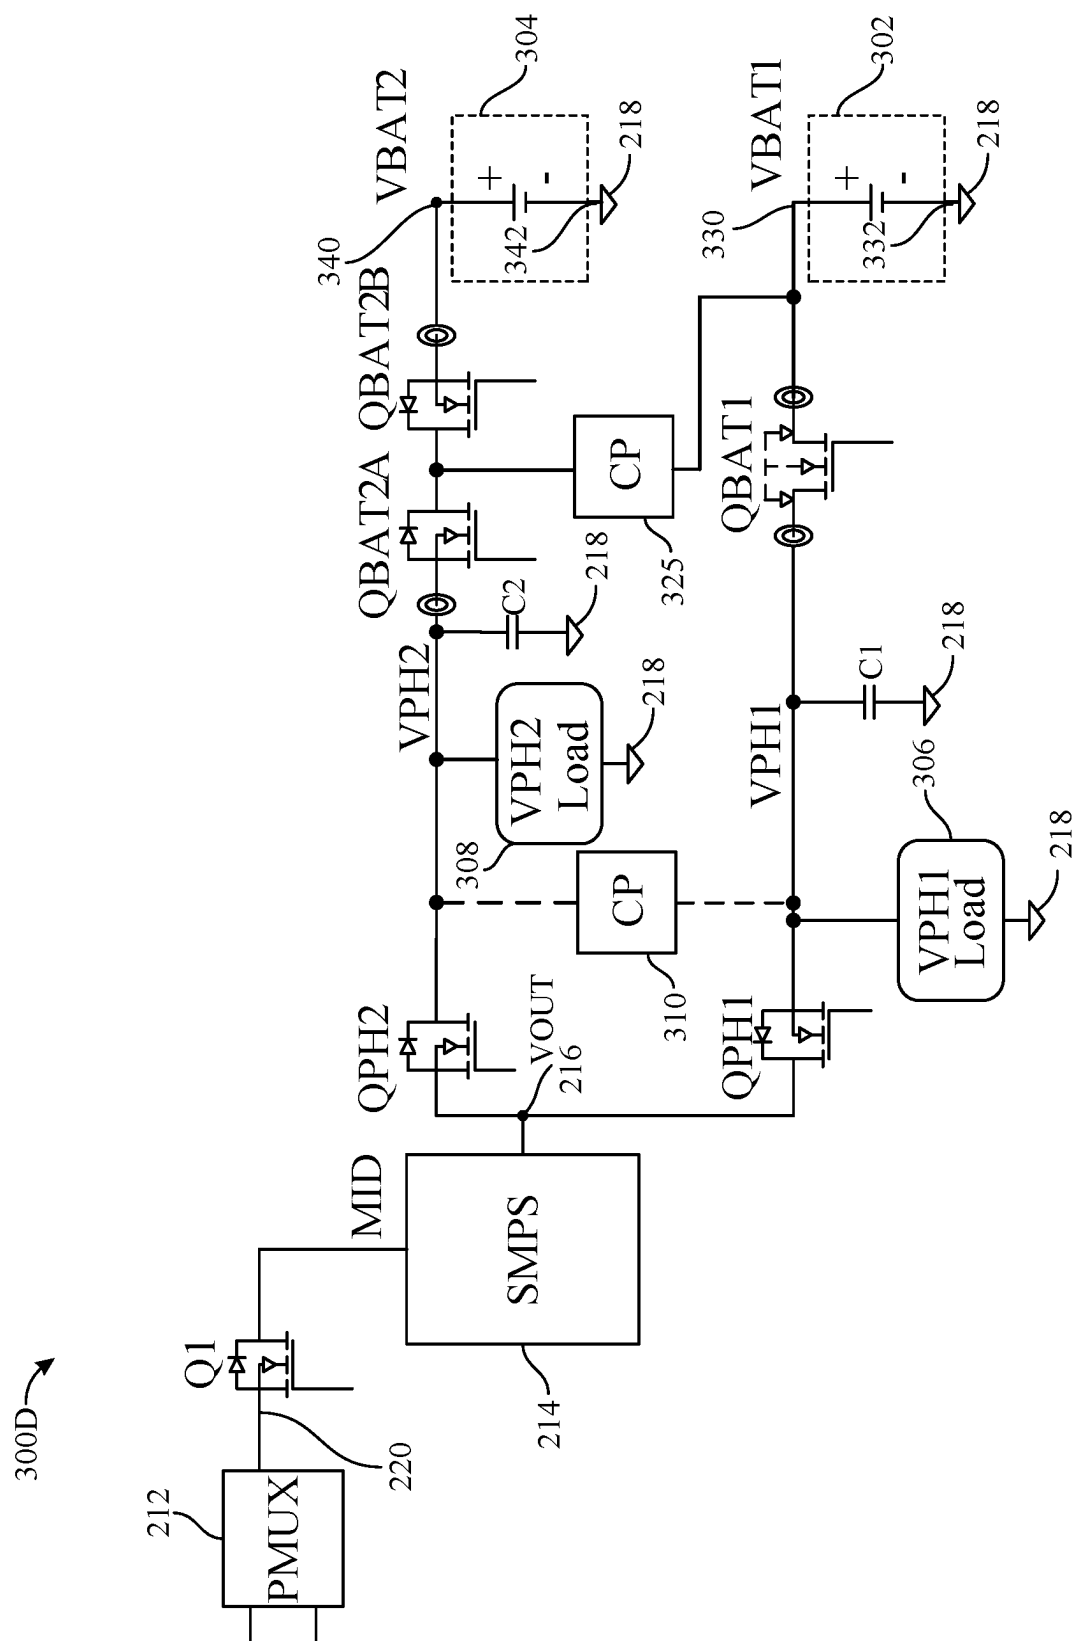 300D
212
PMUX
220
Q1
MID
SMPS
214
VOUT
216
QPH2
QPH1
CP
310
VPH2
Load
308
218
VPH1
Load
306
218
VPH2
C2
218
VPH1
C1
218
QBAT2A
QBAT2B
CP
325
QBAT1
340
VBAT2
304
+
-
342
218
330
VBAT1
302
+
-
332
218